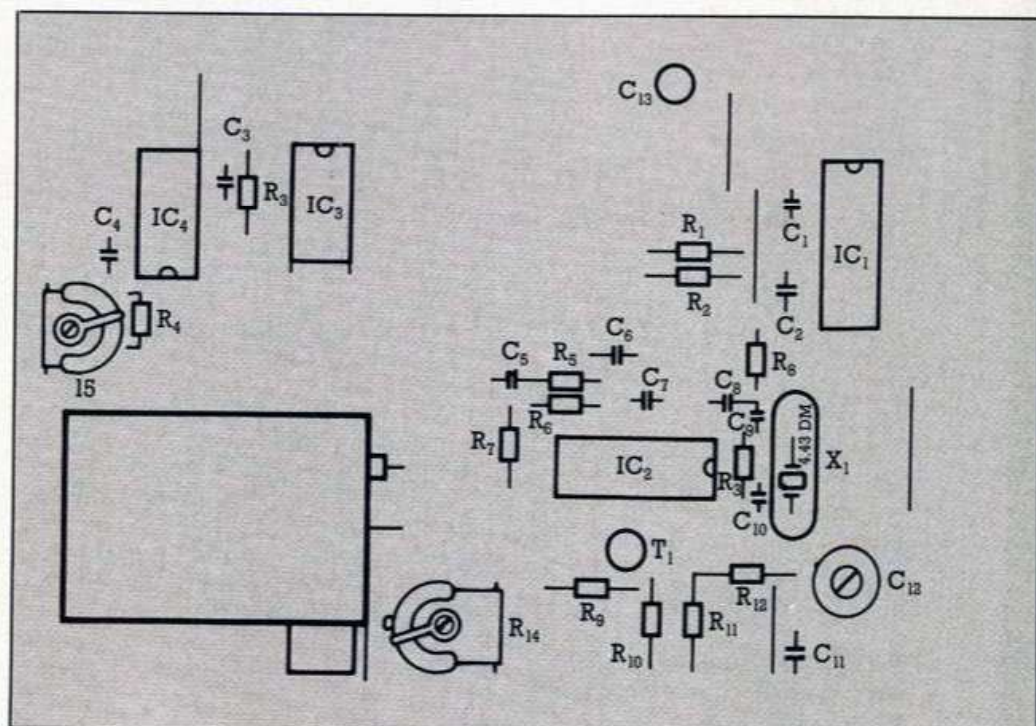 C₁₃
C₃
R₃
IC₃
IC₄
C₄
R₁
C₁
IC₁
R₂
C₂
R₄
15
C₆
C₅
R₅
R₆
C₇
C₈
R₆
C₉
R₇
IC₂
R₃
4.43 DM
X₁
C₁₀
T₁
C₁₂
R₁₂
R₉
R₁₄
R₁₀
R₁₁
C₁₁